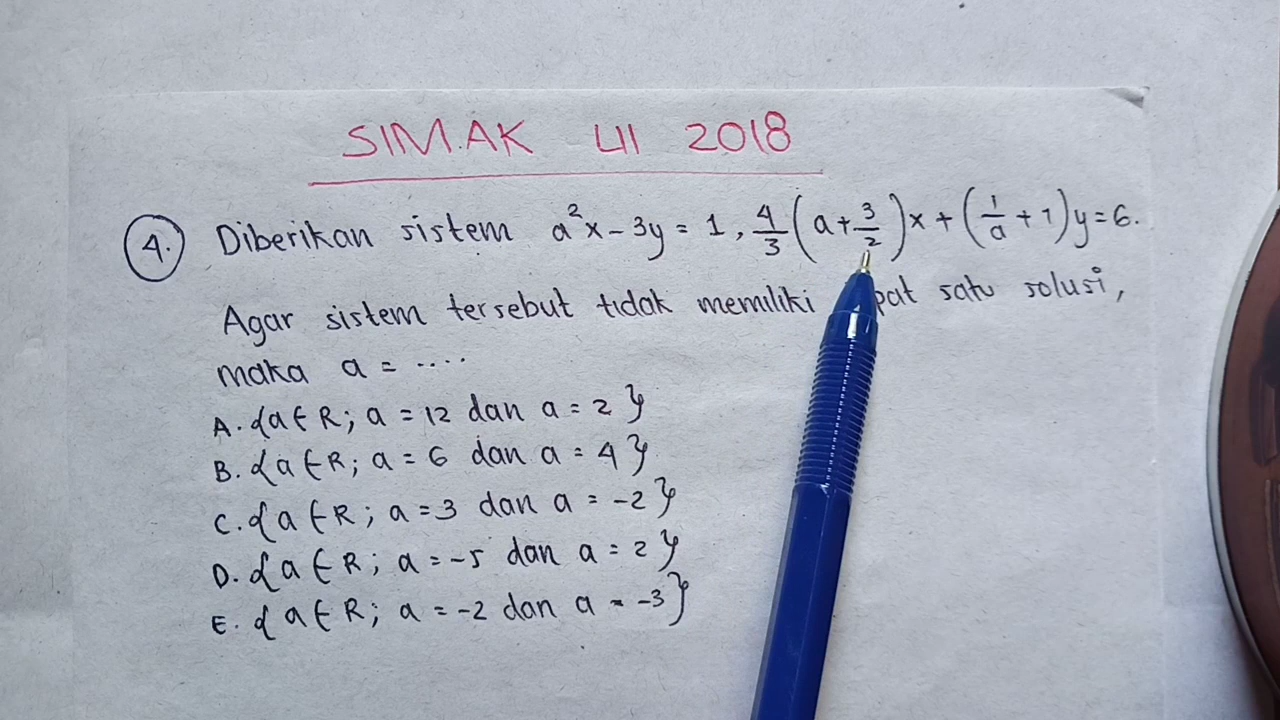 SIMAK UI 2018
4. Diberikan sistem a²x - 3y = 1, 4/3 (a + 3/2)x + (1/a + 1)y = 6.
Agar sistem tersebut tidak memiliki pat satu solusi,
maka a = ....
A. {a ∈ R; a = 12 dan a = 2}
B. {a ∈ R; a = 6 dan a = 4}
C. {a ∈ R; a = 3 dan a = -2}
D. {a ∈ R; a = -5 dan a = 2}
E. {a ∈ R; a = -2 dan a = -3}